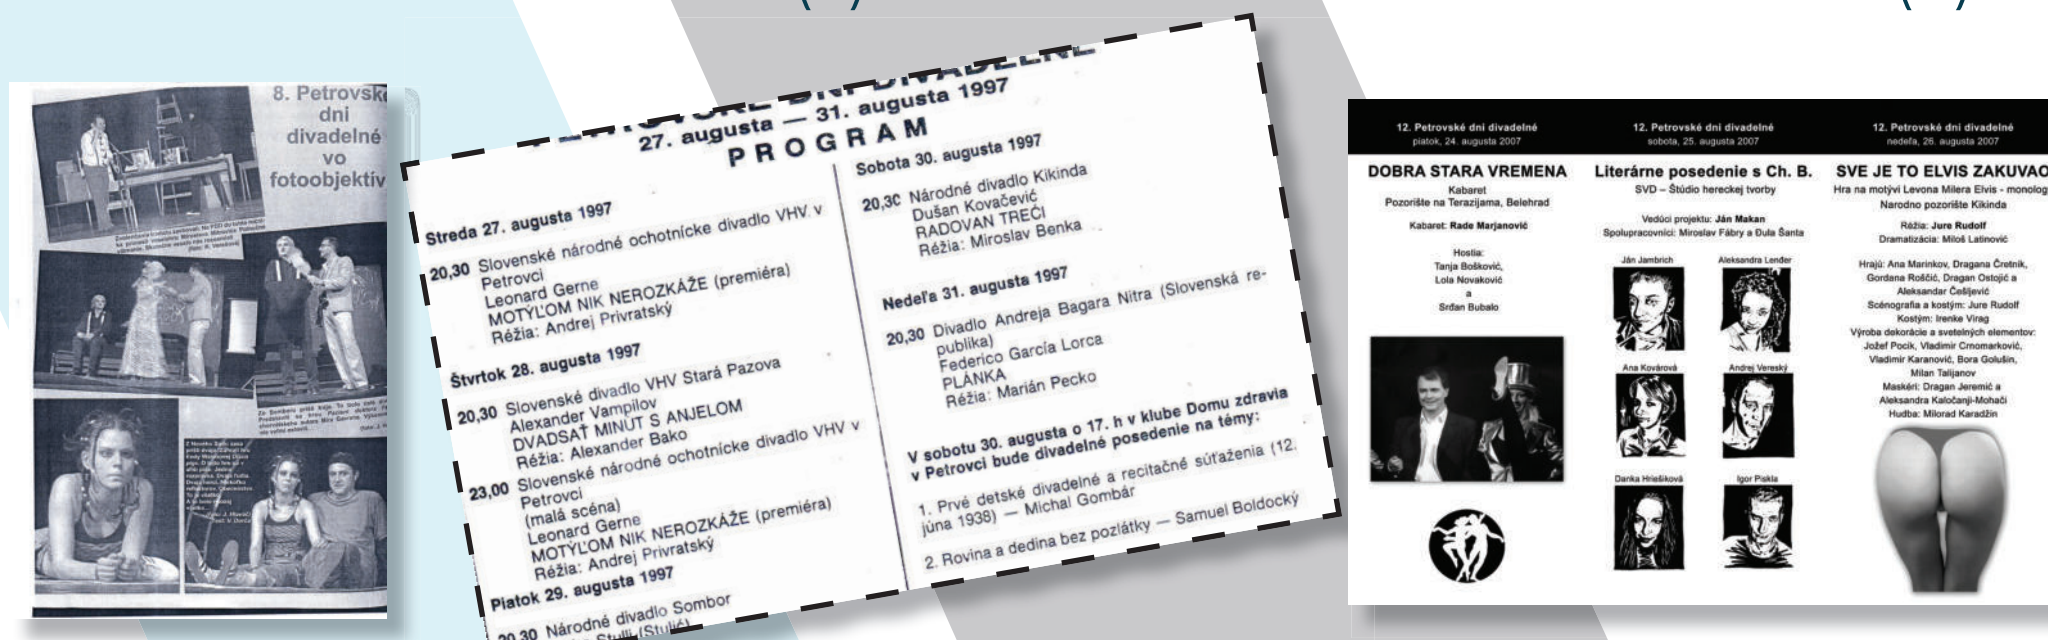 8. Petrovské
dni
divadelné
vo
fotoobjektív
PETROVSKÉ DNI DIVADELNÉ
27. augusta — 31. augusta 1997
PROGRAM
Streda 27. augusta 1997
20,30 Slovenské národné ochotnícke divadlo VHV v
Petrovci
Leonard Gerne
MOTÝĽOM NIK NEROZKÁŽE (premiéra)
Réžia: Andrej Privratský
Štvrtok 28. augusta 1997
20,30 Slovenské divadlo VHV Stará Pazova
Alexander Vampilov
DVADSAŤ MINUT S ANJELOM
Réžia: Alexander Bako
23,00 Slovenské národné ochotnícke divadlo VHV v
Petrovci
(malá scéna)
Leonard Gerne
MOTÝĽOM NIK NEROZKÁŽE (premiéra)
Réžia: Andrej Privratský
Piatok 29. augusta 1997
20,30 Národné divadlo Sombor
Stulli (Stulić)
Sobota 30. augusta 1997
20,30 Národné divadlo Kikinda
Dušan Kovačević
RADOVAN TREĆI
Réžia: Miroslav Benka
Nedeľa 31. augusta 1997
20,30 Divadlo Andreja Bagara Nitra (Slovenská re-
publika)
Federico García Lorca
PLÁNKA
Réžia: Marián Pecko
V sobotu 30. augusta o 17. h v klube Domu zdravia
v Petrovci bude divadelné posedenie na témy:
1. Prvé detské divadelné a recitačné súťaženia (12.
júna 1938) — Michal Gombár
2. Rovina a dedina bez pozlátky — Samuel Boldocký
12. Petrovské dni divadelné
piatok, 24. augusta 2007
DOBRA STARA VREMENA
Kabaret
Pozorište na Terazijama, Belehrad
Kabaret: Rade Marjanović
Hostia:
Tanja Bošković,
Lola Novaković
a
Srđan Bubalo
12. Petrovské dni divadelné
sobota, 25. augusta 2007
Literárne posedenie s Ch. B.
SVD – Štúdio hereckej tvorby
Vedúci projektu: Ján Makan
Spolupracovníci: Miroslav Fábry a Đula Šanta
Ján Jambrich Aleksandra Lenđer
Ana Kovárová Andrej Vereský
Danka Hriešiková Igor Piskla
12. Petrovské dni divadelné
nedeľa, 26. augusta 2007
SVE JE TO ELVIS ZAKUVAO
Hra na motývi Levona Milera Elvis - monolog
Narodno pozorište Kikinda
Réžia: Jure Rudolf
Dramatizácia: Miloš Latinović
Hrajú: Ana Marinkov, Dragana Čretnik,
Gordana Roščić, Dragan Ostojić a
Aleksandar Češljević
Scénografia a kostým: Jure Rudolf
Kostým: Irenke Virag
Výroba dekorácie a svetelných elementov:
Jožef Pocik, Vladimir Crnomarković,
Vladimir Karanović, Bora Golušin,
Milan Talijanov
Maskéri: Dragan Jeremić a
Aleksandra Kaločanji-Mohači
Hudba: Milorad Karadžin